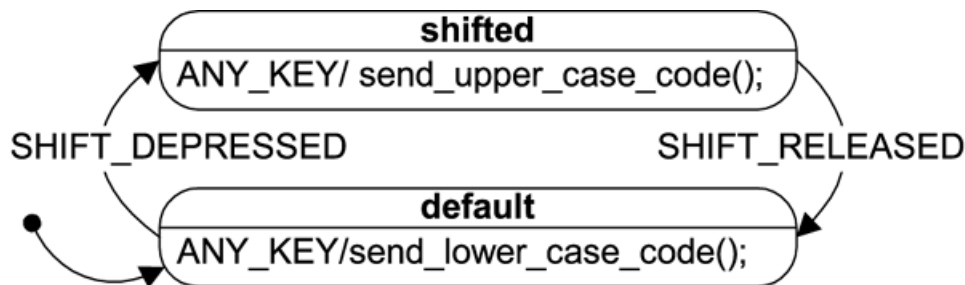 shifted
ANY_KEY/ send_upper_case_code();
SHIFT_DEPRESSED
SHIFT_RELEASED
default
ANY_KEY/send_lower_case_code();